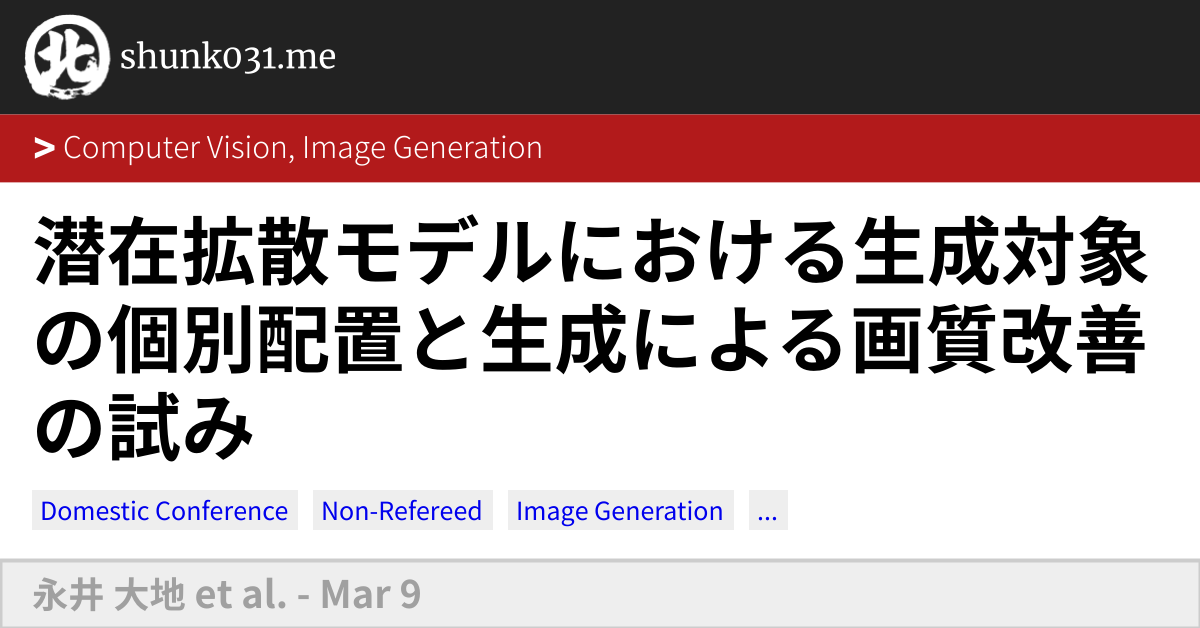 北
shunk031.me
> Computer Vision, Image Generation
潜在拡散モデルにおける生成対象
の個別配置と生成による画質改善
の試み
Domestic Conference Non-Refereed Image Generation ...
永井 大地 et al. - Mar 9